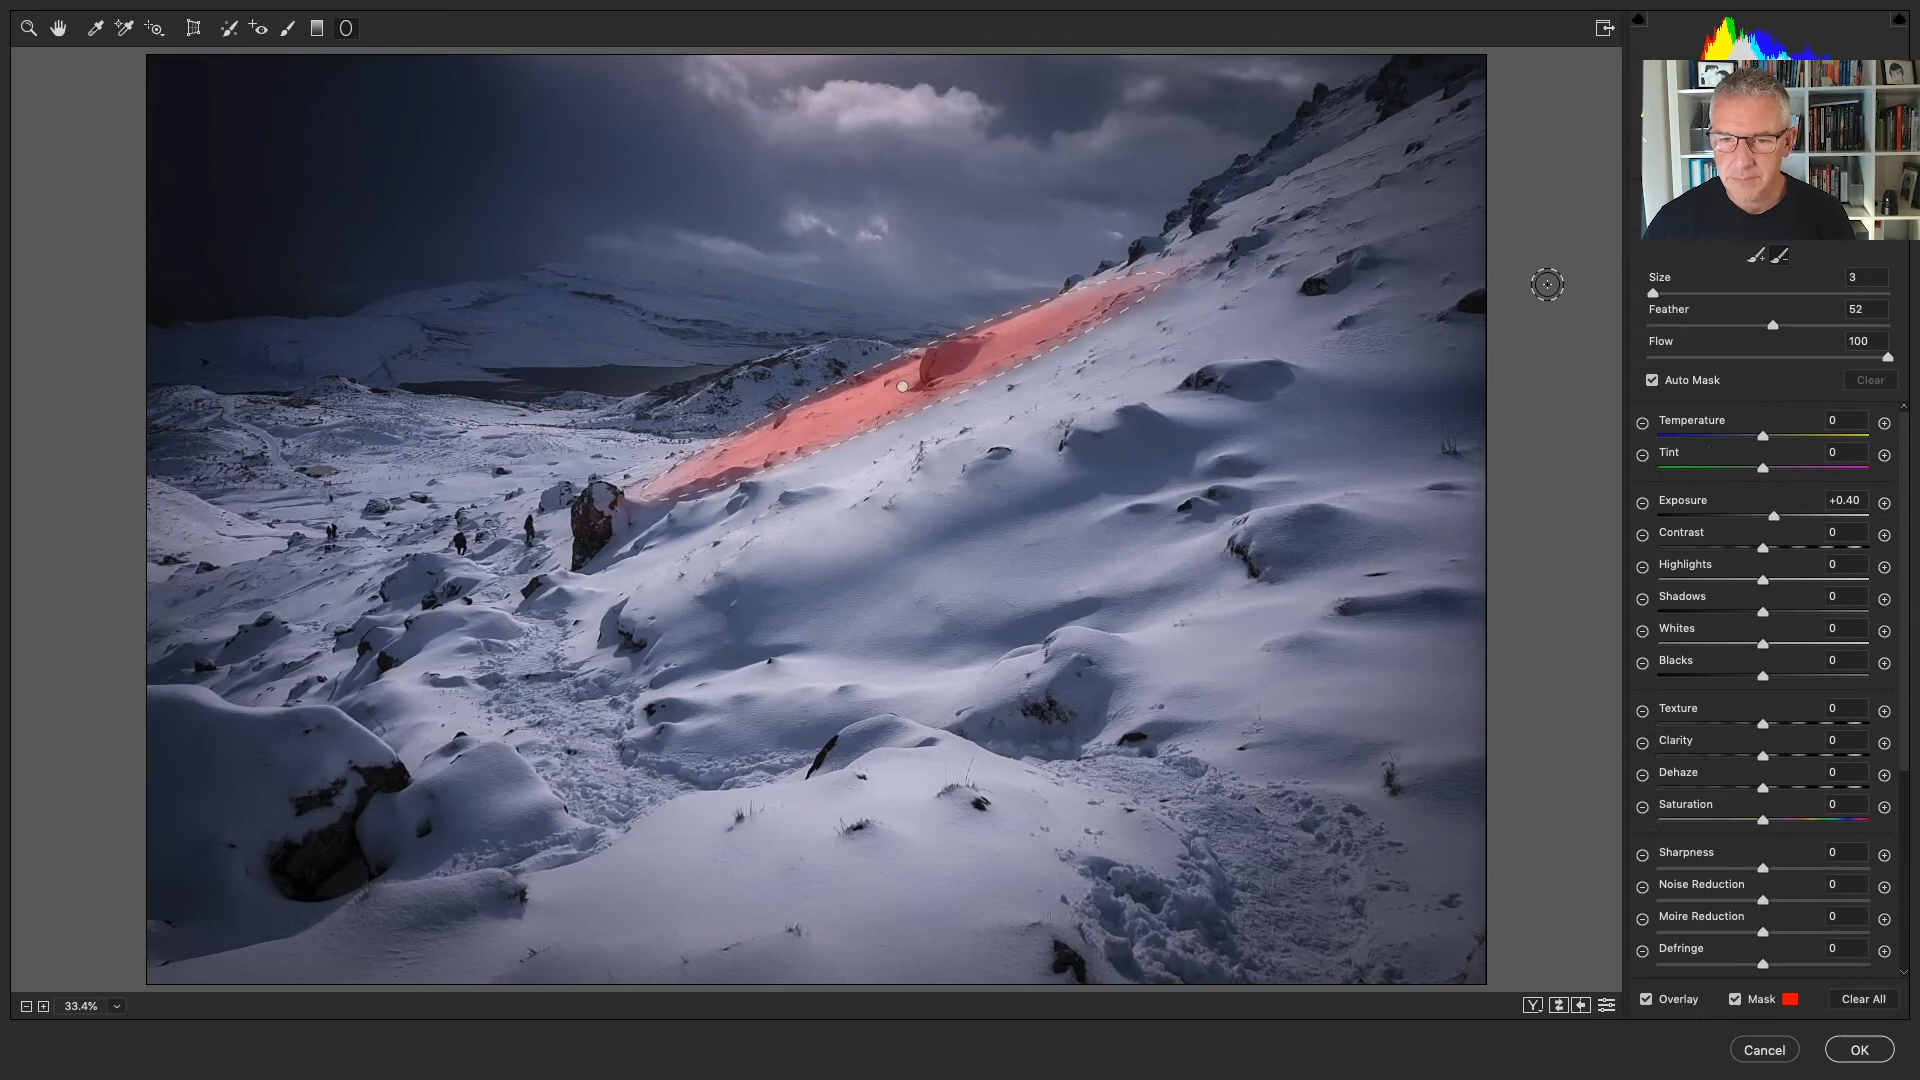 Size 3
Feather 52
Flow 100
Auto Mask Clear
Temperature 0
Tint 0
Exposure +0.40
Contrast 0
Highlights 0
Shadows 0
Whites 0
Blacks 0
Texture 0
Clarity 0
Dehaze 0
Saturation 0
Sharpness 0
Noise Reduction 0
Moire Reduction 0
Defringe 0
33.4% Y
Overlay Mask Clear All
Cancel OK